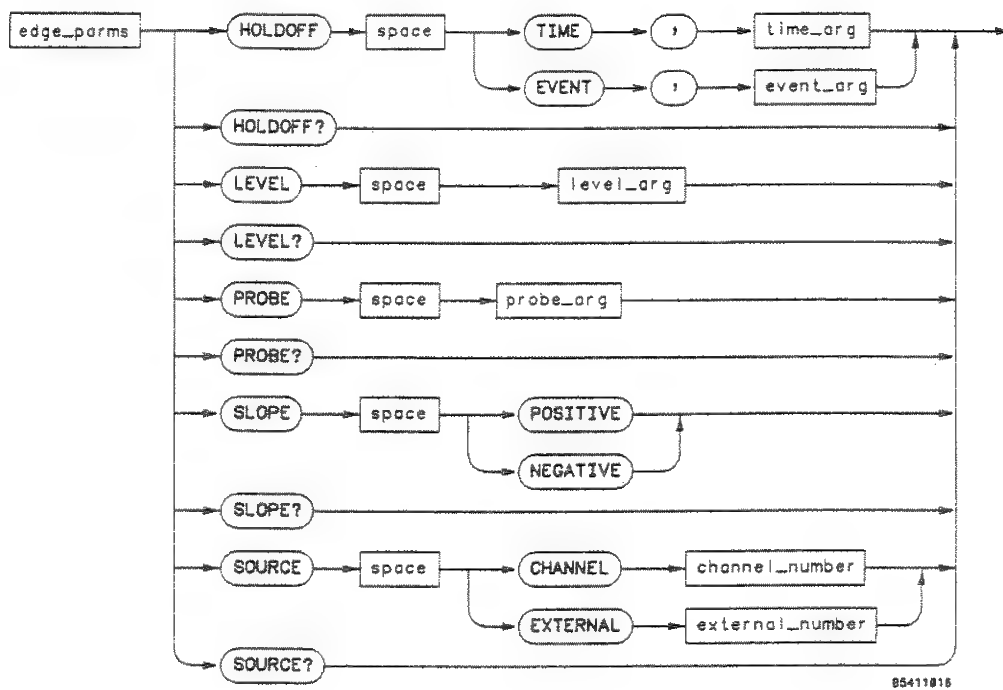 edge_parms HOLDOFF space TIME , time_arg
EVENT , event_arg
HOLDOFF?
LEVEL space level_arg
LEVEL?
PROBE space probe_arg
PROBE?
SLOPE space POSITIVE
NEGATIVE
SLOPE?
SOURCE space CHANNEL channel_number
EXTERNAL external_number
SOURCE?